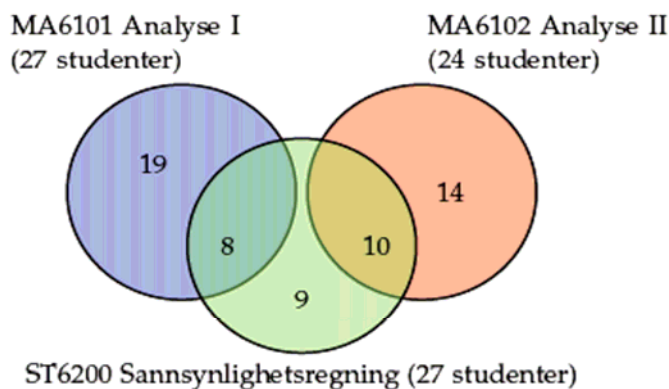 MA6101 Analyse I
(27 studenter)
MA6102 Analyse II
(24 studenter)
19
14
8
10
9
ST6200 Sannsynlighetsregning (27 studenter)